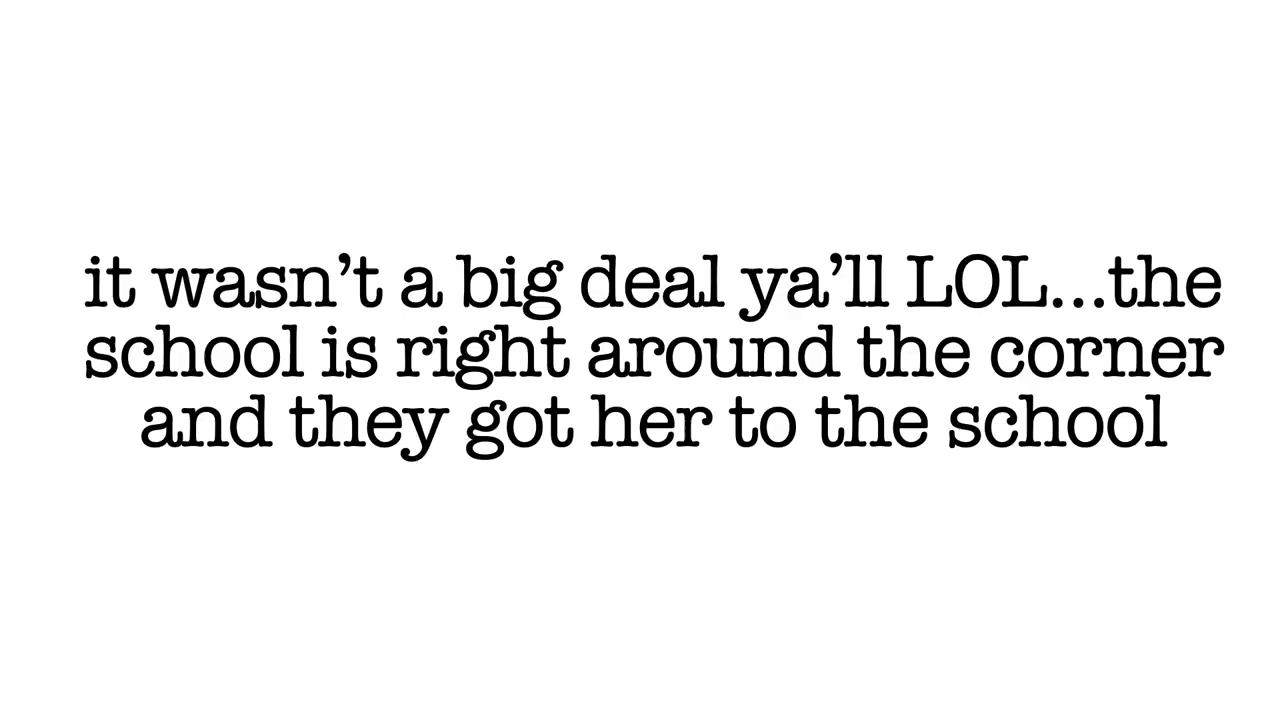 it wasn’t a big deal ya’ll LOL...the
school is right around the corner
and they got her to the school